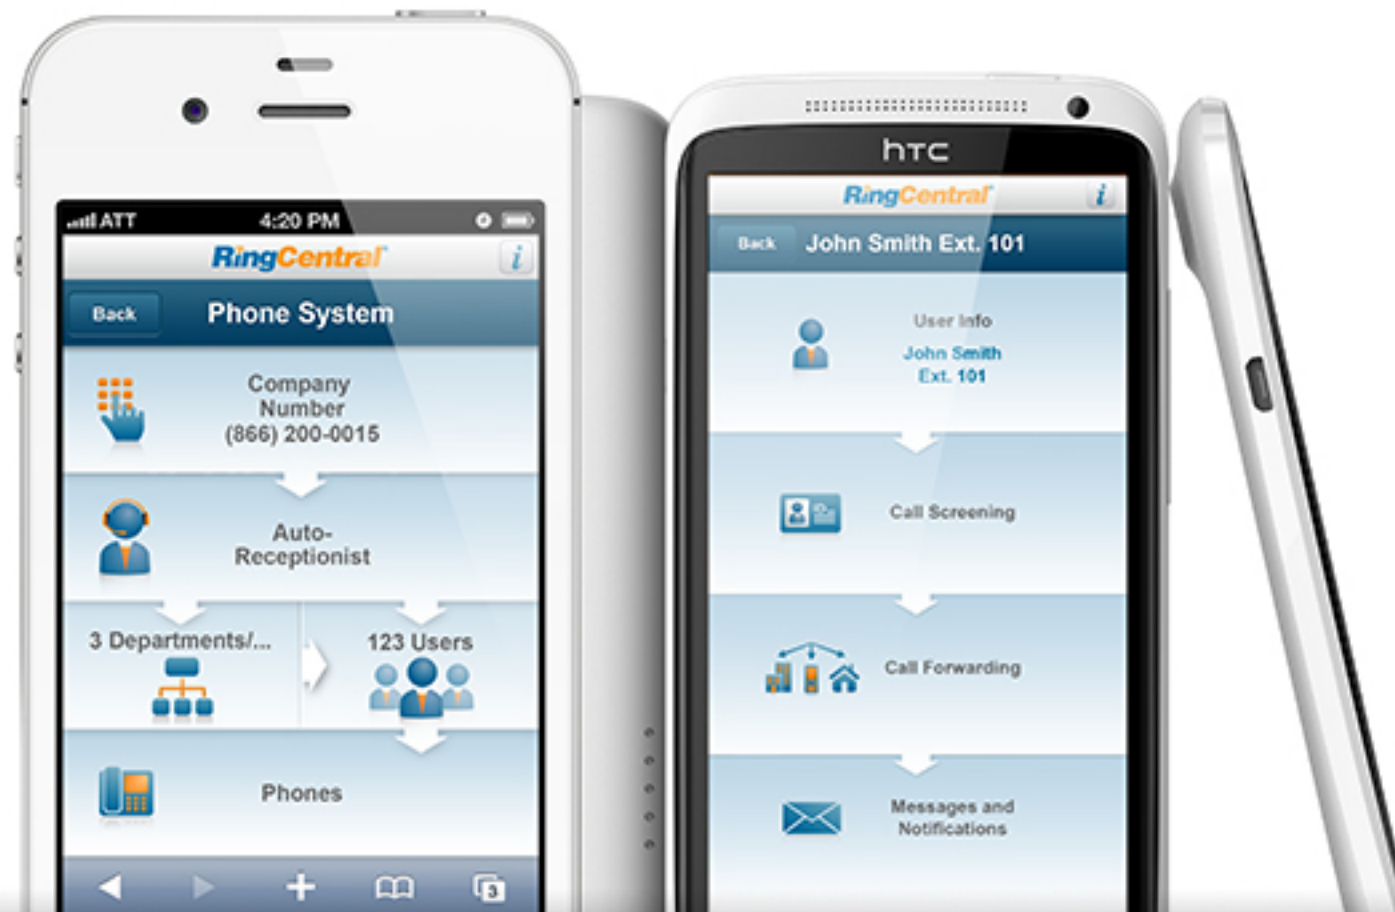 ATT 4:20 PM
RingCentral
i
Back Phone System
Company
Number
(866) 200-0015
Auto-
Receptionist
3 Departments/...
123 Users
Phones
3
hTC
RingCentral
i
Back John Smith Ext. 101
User Info
John Smith
Ext. 101
Call Screening
Call Forwarding
Messages and
Notifications